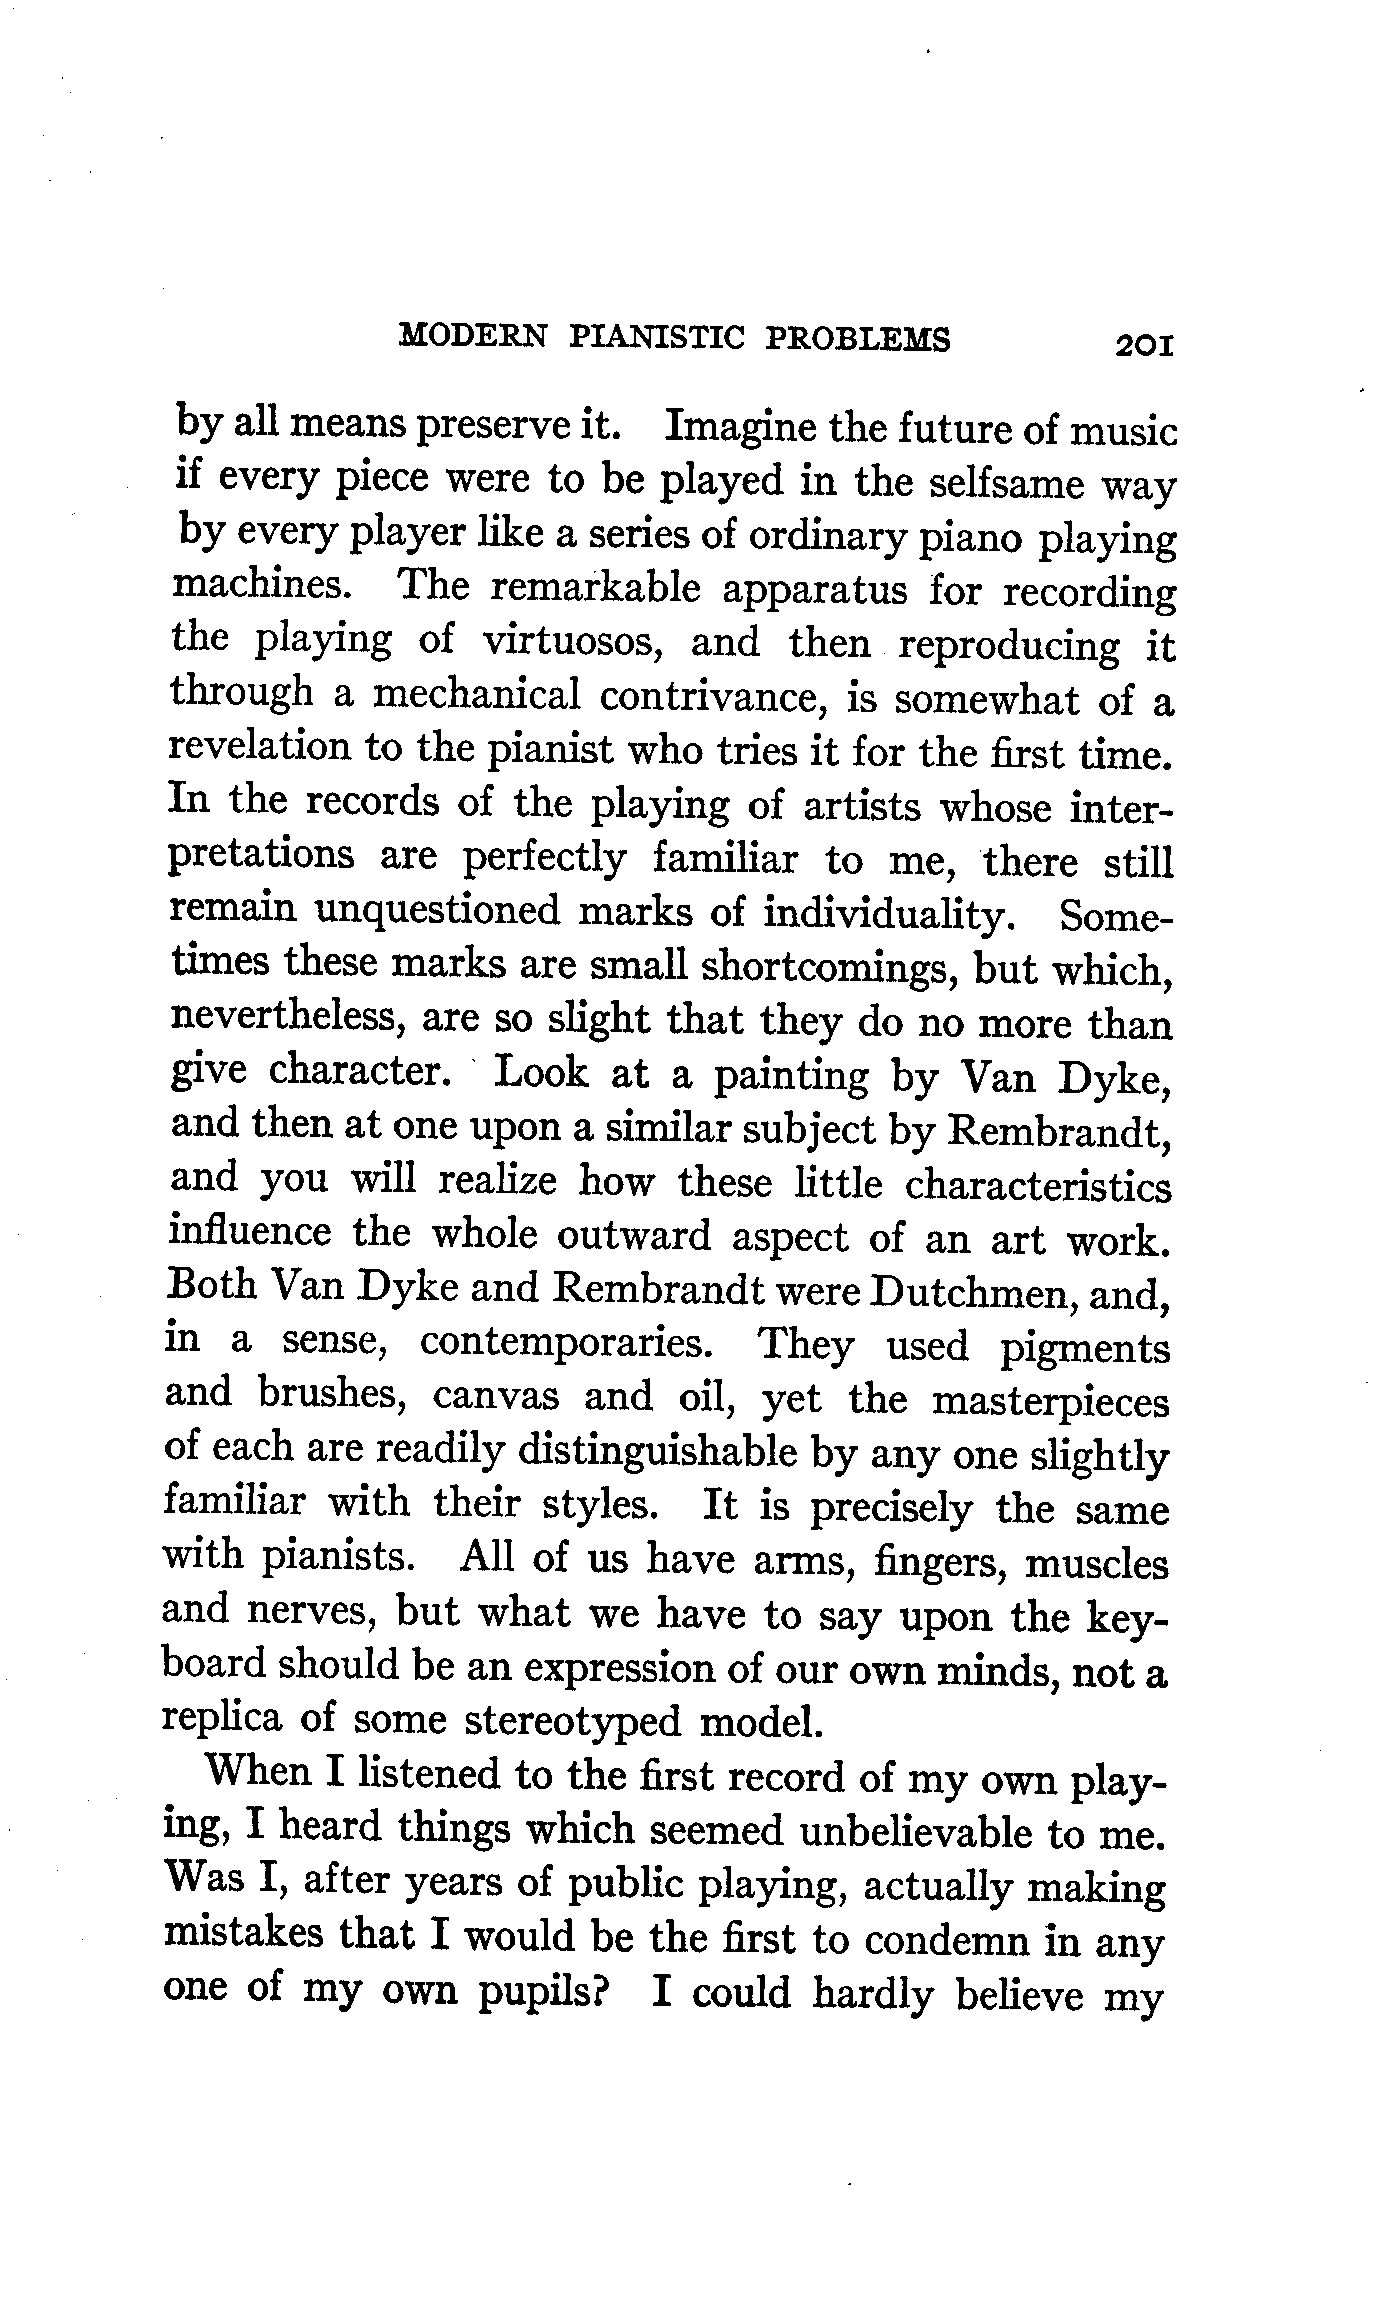 MODERN PIANISTIC PROBLEMS 201
by all means preserve it. Imagine the future of music
if every piece were to be played in the selfsame way
by every player like a series of ordinary piano playing
machines. The remarkable apparatus for recording
the playing of virtuosos, and then reproducing it
through a mechanical contrivance, is somewhat of a
revelation to the pianist who tries it for the first time.
In the records of the playing of artists whose inter-
pretations are perfectly familiar to me, there still
remain unquestioned marks of individuality. Some-
times these marks are small shortcomings, but which,
nevertheless, are so slight that they do no more than
give character. Look at a painting by Van Dyke,
and then at one upon a similar subject by Rembrandt,
and you will realize how these little characteristics
influence the whole outward aspect of an art work.
Both Van Dyke and Rembrandt were Dutchmen, and,
in a sense, contemporaries. They used pigments
and brushes, canvas and oil, yet the masterpieces
of each are readily distinguishable by any one slightly
familiar with their styles. It is precisely the same
with pianists. All of us have arms, fingers, muscles
and nerves, but what we have to say upon the key-
board should be an expression of our own minds, not a
replica of some stereotyped model.
When I listened to the first record of my own play-
ing, I heard things which seemed unbelievable to me.
Was I, after years of public playing, actually making
mistakes that I would be the first to condemn in any
one of my own pupils? I could hardly believe my